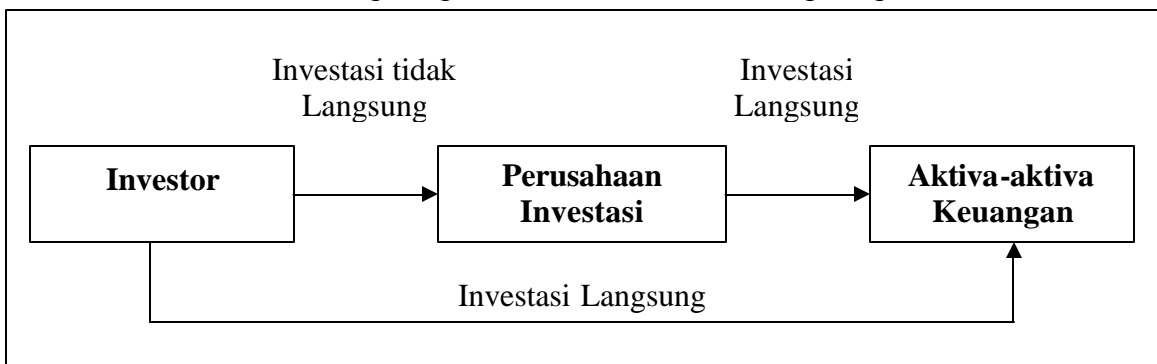 Investasi tidak
Langsung
Investasi
Langsung
Investor
Perusahaan
Investasi
Aktiva-aktiva
Keuangan
Investasi Langsung